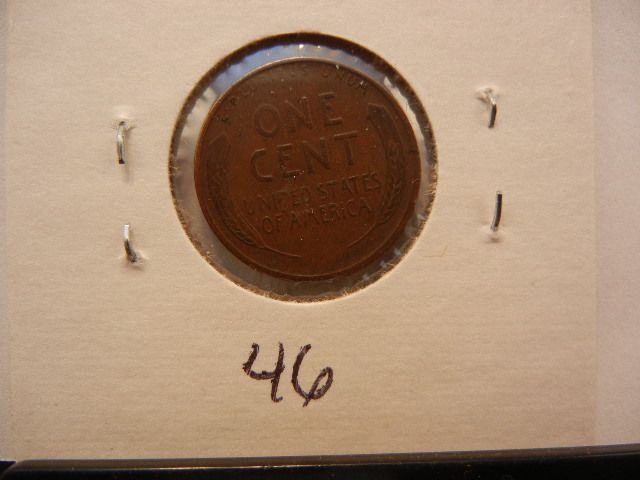 ONE
CENT
UNITED STATES
OF AMERICA
46